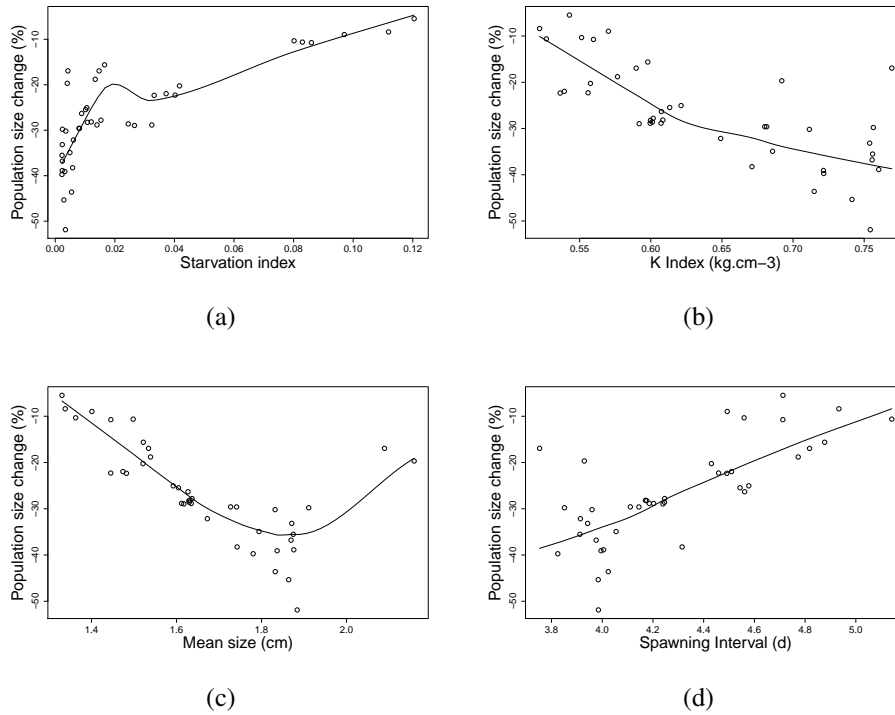 Population size change (%)
-10
-20
-30
-40
-50
0.00 0.02 0.04 0.06 0.08 0.10 0.12
Starvation index
(a)
Population size change (%)
-10
-20
-30
-40
-50
0.55 0.60 0.65 0.70 0.75
K Index (kg.cm−3)
(b)
Population size change (%)
-10
-20
-30
-40
-50
1.4 1.6 1.8 2.0
Mean size (cm)
(c)
Population size change (%)
-10
-20
-30
-40
-50
3.8 4.0 4.2 4.4 4.6 4.8 5.0
Spawning Interval (d)
(d)